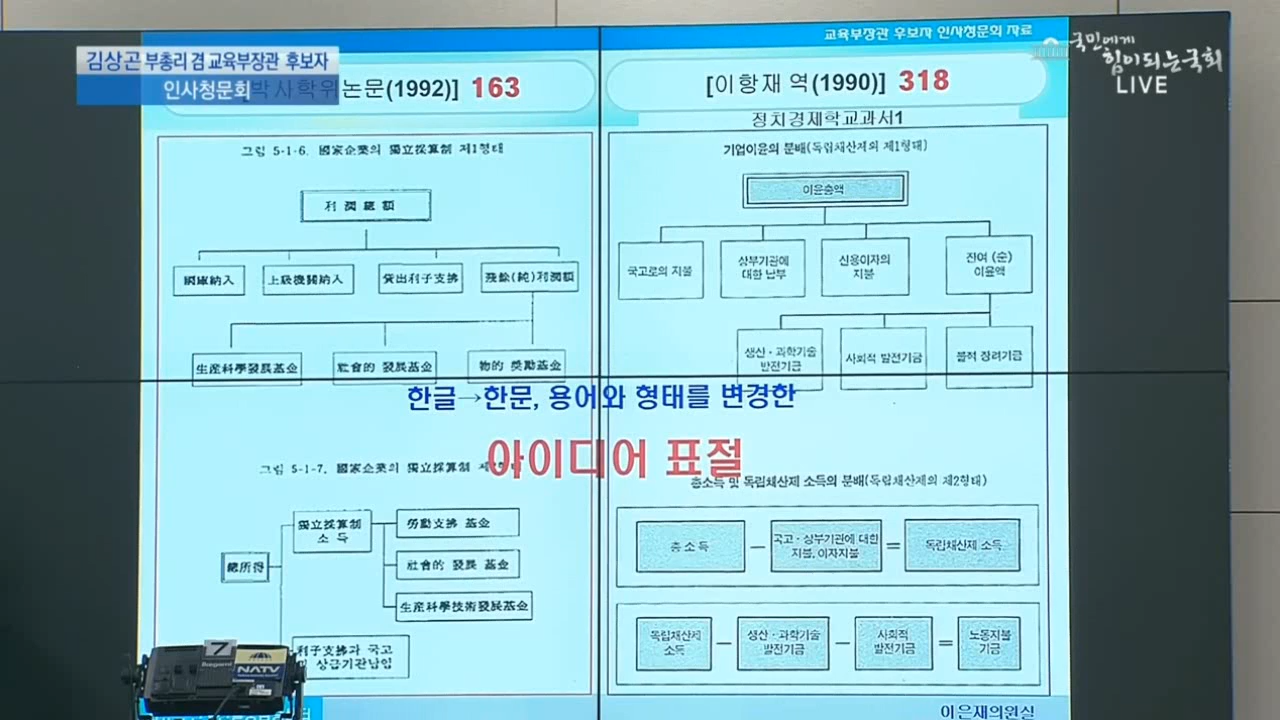 김상곤 부총리 겸 교육부장관 후보자
인사청문회
교육부장관 후보자 인사청문회 자료
국민에게
힘이되는국회
LIVE
[박사학위논문(1992)] 163
그림 5-1-6. 國家企業의 獨立採算制 제1형태
利潤總額
國庫納入
上級機關納入
貸出利子支拂
殘餘(純)利潤額
生産科學發展基金
社會的 發展基金
物的 奬勵基金
[이항재 역(1990)] 318
정치경제학교과서1
기업이윤의 분배(독립채산제의 제1형태)
이윤총액
국고로의 지불
상부기관에
대한 납부
신용이자의
지불
잔여 (순)
이윤액
생산·과학기술
발전기금
사회적 발전기금
물적 장려기금
한글→한문, 용어와 형태를 변경한
아이디어 표절
그림 5-1-7. 國家企業의 獨立採算制
總所得
獨立採算制
소 득
勞動支拂 基金
社會的 發展 基金
生産科學技術發展基金
利子支拂과 국고
및 상급기관납입
총소득 및 독립채산제 소득의 분배(독립채산제의 제2형태)
총 소 득 — 국고·상부기관에 대한
지불, 이자지불 = 독립채산제 소득
독립채산제
소득 — 생산·과학기술
발전기금 — 사회적
발전기금 = 노동지불
기금
이은재의원실
7
Ikegami
NATV